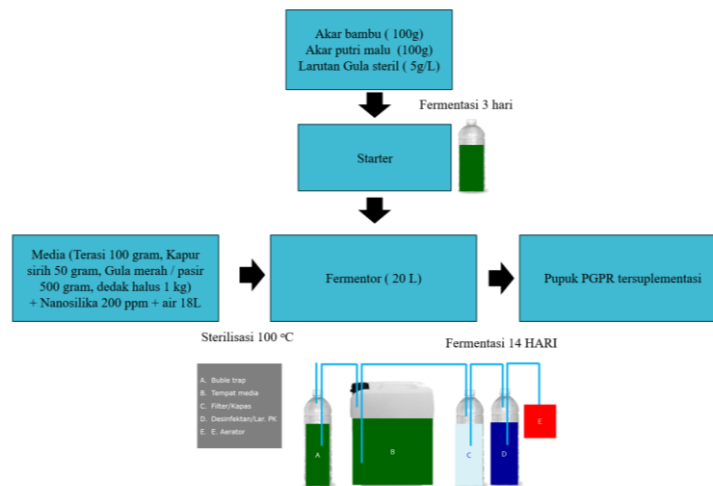 Akar bambu ( 100g)
Akar putri malu (100g)
Larutan Gula steril ( 5g/L)
Fermentasi 3 hari
Starter
Media (Terasi 100 gram, Kapur
sirih 50 gram, Gula merah / pasir
500 gram, dedak halus 1 kg)
+ Nanosilika 200 ppm + air 18L
Fermentor ( 20 L)
Pupuk PGPR tersuplementasi
Sterilisasi 100 °C
Fermentasi 14 HARI
A. Buble trap
B. Tempat media
C. Filter/Kapas
D. Desinfektan/Lar. PK
E. E. Aerator
A
B
C
D
E